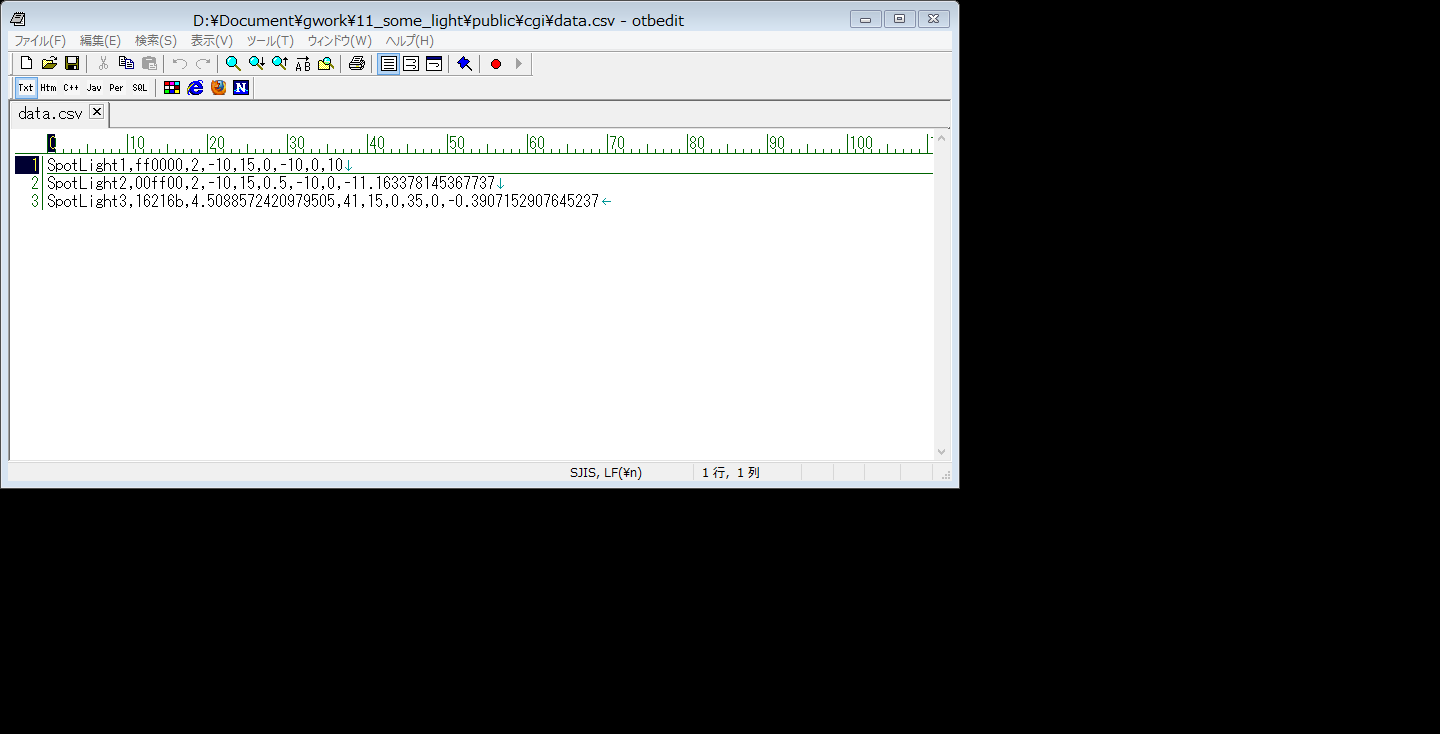 D:¥Document¥gwork¥11_some_light¥public¥cgi¥data.csv - otbedit
ファイル(F) 編集(E) 検索(S) 表示(V) ツール(T) ウィンドウ(W) ヘルプ(H)
Txt Htm C++ Jav Per SQL
data.csv
0 10 20 30 40 50 60 70 80 90 100
1 SpotLight1,ff0000,2,-10,15,0,-10,0,10↓
2 SpotLight2,00ff00,2,-10,15,0.5,-10,0,-11.163378145367737↓
3 SpotLight3,16216b,4.5088572420979505,41,15,0,35,0,-0.3907152907645237←
SJIS, LF(¥n) 1 行, 1 列